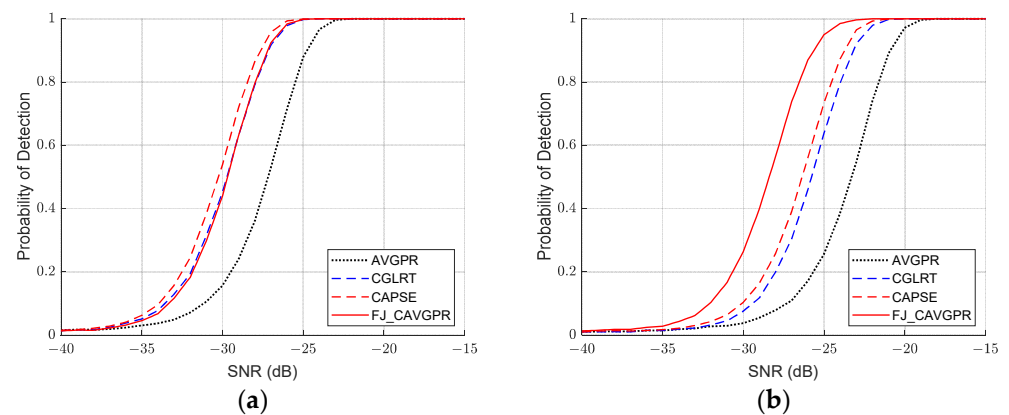 Probability of Detection
1
0.8
0.6
0.4
0.2
0
−40
−35
−30
−25
−20
−15
SNR (dB)
AVGPR
CGLRT
CAPSE
FJ_CAVGPR
(a)
Probability of Detection
1
0.8
0.6
0.4
0.2
0
−40
−35
−30
−25
−20
−15
SNR (dB)
AVGPR
CGLRT
CAPSE
FJ_CAVGPR
(b)